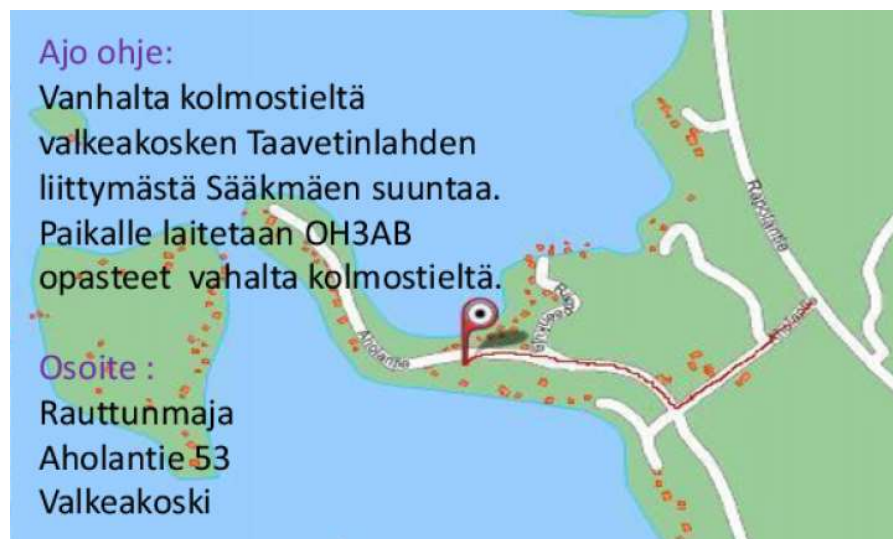 Ajo ohje:
Vanhalta kolmostieltä
valkeakosken Taavetinlahden
liittymästä Sääkmäen suuntaa.
Paikalle laitetaan OH3AB
opasteet vahalta kolmostieltä.
Osoite :
Rauttunmaja
Aholantie 53
Valkeakoski
Aholantie
Rapolantie
Aholantie